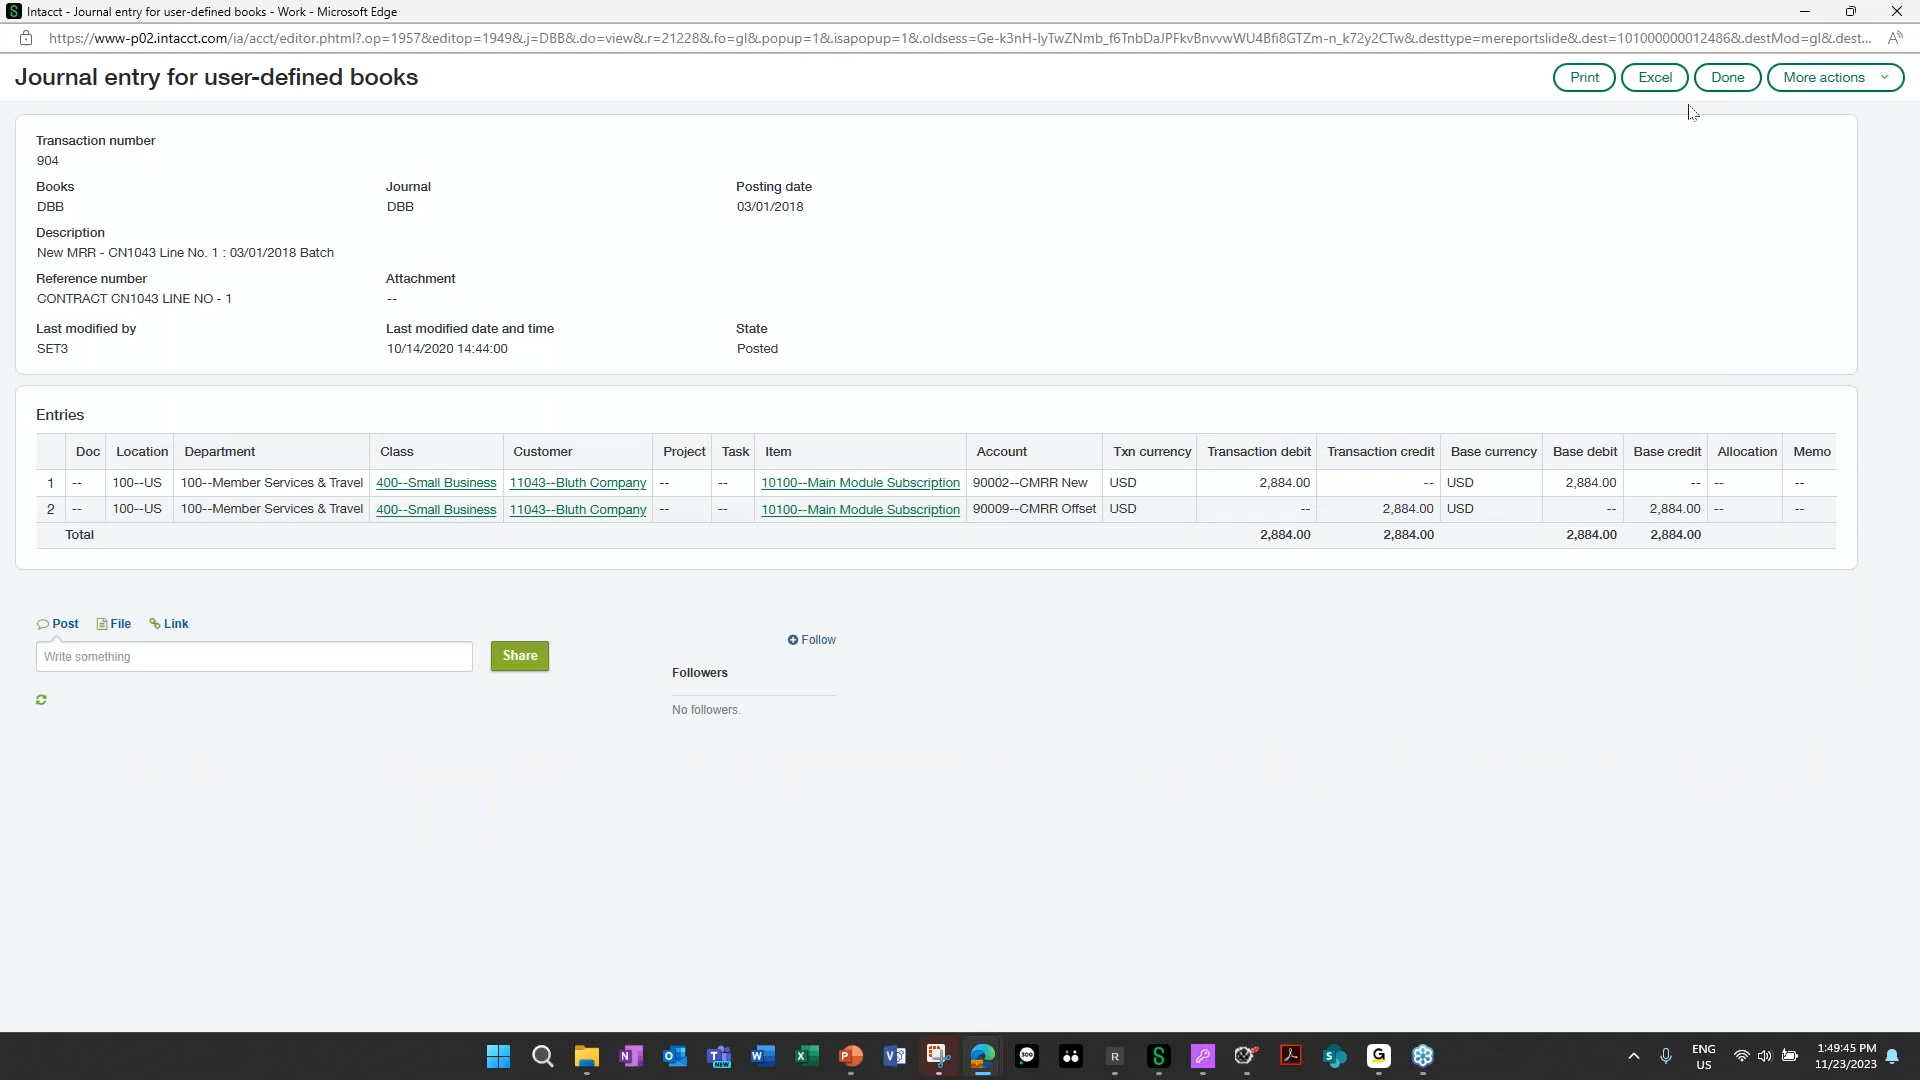 Intacct - Journal entry for user-defined books - Work - Microsoft Edge
https://www-p02.intacct.com/ia/acct/editor.phtml?.op=1957&editop=1949&.j=DBB&.do=view&.r=21228&.fo=gl&.popup=1&.isapopup=1&.oldsess=Ge-k3nH-lyTwZNmb_f6TnbDaJPFkvBnvvwWU4Bfi8GTZm-n_k72y2CTw&.desttype=mereportslide&.dest=101000000012486&.destMod=gl&.dest...
Journal entry for user-defined books
Print Excel Done More actions
Transaction number
904
Books Journal Posting date
DBB DBB 03/01/2018
Description
New MRR - CN1043 Line No. 1 : 03/01/2018 Batch
Reference number Attachment
CONTRACT CN1043 LINE NO - 1 --
Last modified by Last modified date and time State
SET3 10/14/2020 14:44:00 Posted
Entries
Doc Location Department Class Customer Project Task Item Account Txn currency Transaction debit Transaction credit Base currency Base debit Base credit Allocation Memo
1 -- 100--US 100--Member Services & Travel 400--Small Business 11043--Bluth Company -- -- 10100--Main Module Subscription 90002--CMRR New USD 2,884.00 -- USD 2,884.00 -- -- --
2 -- 100--US 100--Member Services & Travel 400--Small Business 11043--Bluth Company -- -- 10100--Main Module Subscription 90009--CMRR Offset USD -- 2,884.00 USD -- 2,884.00 -- --
Total 2,884.00 2,884.00 2,884.00 2,884.00
Post File Link
Follow
Write something Share
Followers
No followers.
ENG
US
1:49:45 PM
11/23/2023